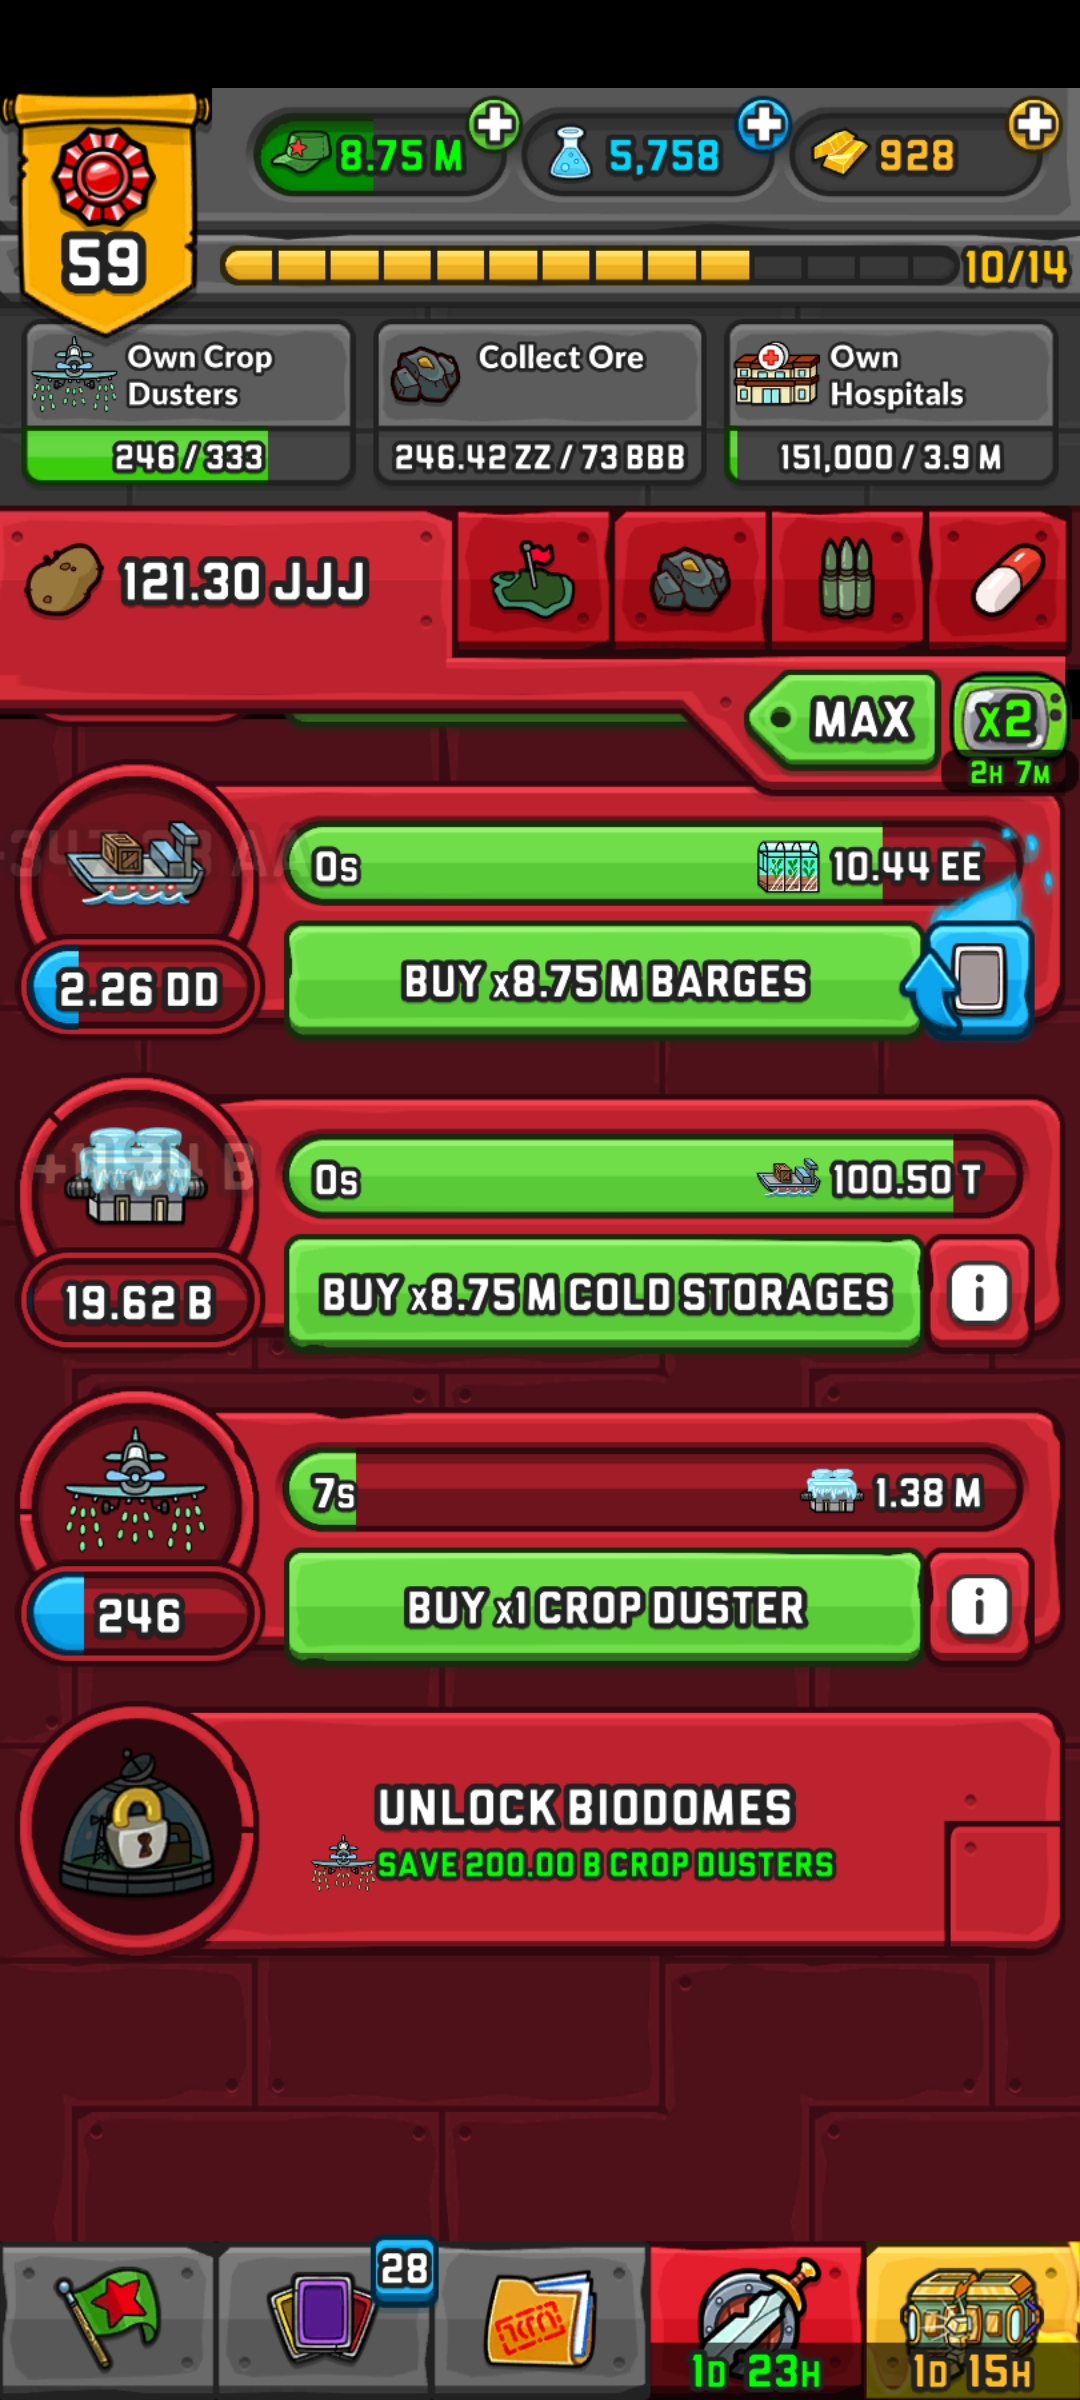 59
8.75 M
5,758
928
10/14
Own Crop
Dusters
246 / 333
Collect Ore
246.42 ZZ / 73 BBB
Own
Hospitals
151,000 / 3.9 M
121.30 JJJ
MAX
x2
2H 7M
0s
10.44 EE
2.26 DD
BUY x8.75 M BARGES
0s
100.50 T
19.62 B
BUY x8.75 M COLD STORAGES
i
7s
1.38 M
246
BUY x1 CROP DUSTER
i
UNLOCK BIODOMES
SAVE 200.00 B CROP DUSTERS
28
1D 23H
1D 15H